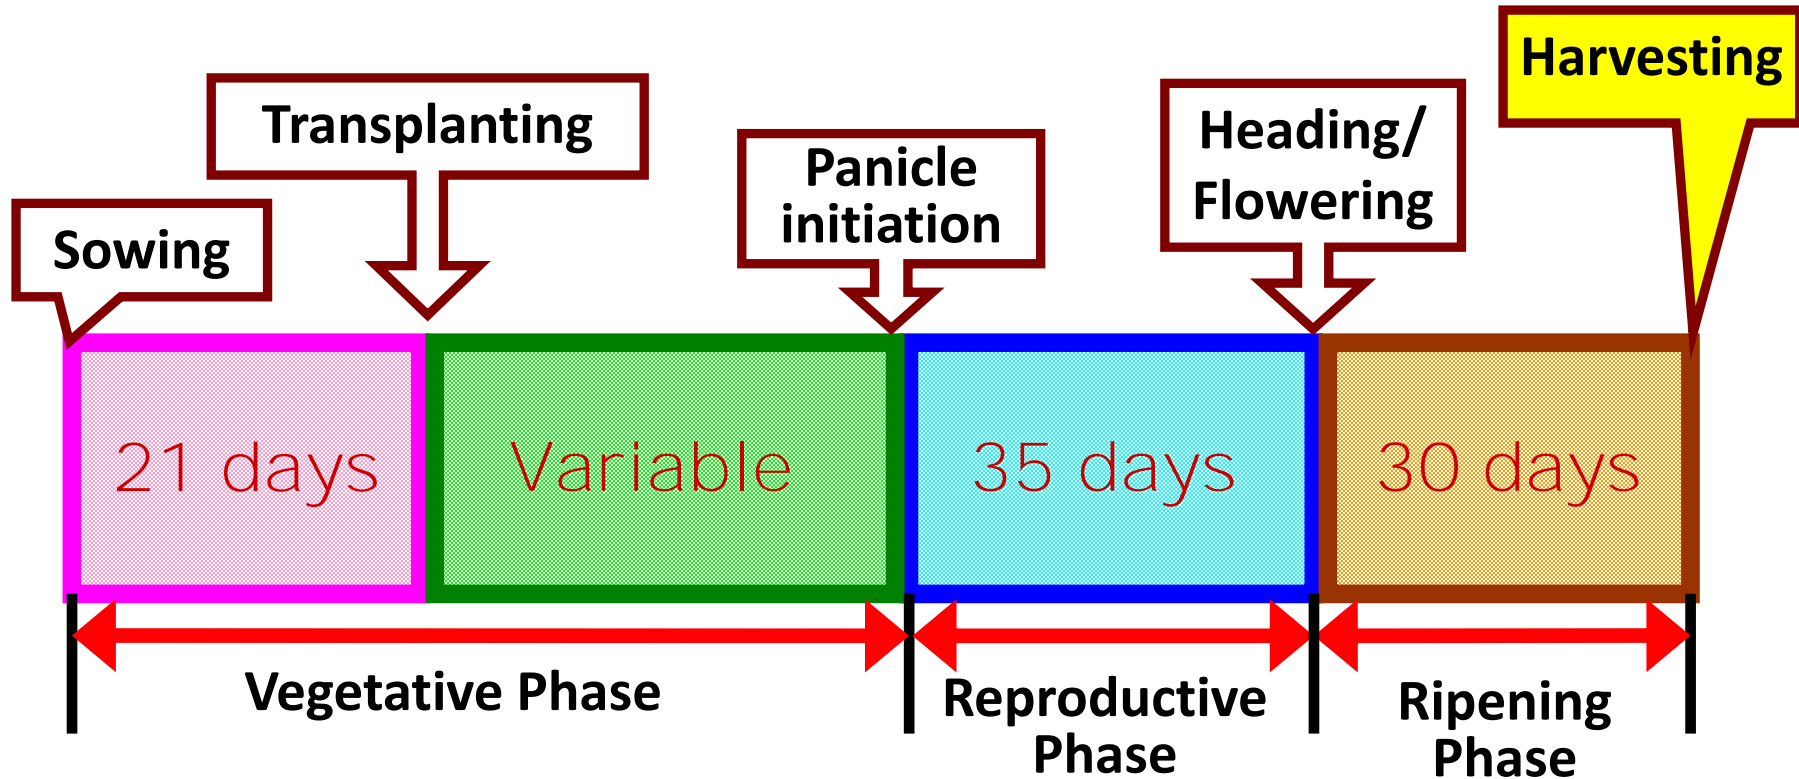 Sowing
Transplanting
Panicle
initiation
Heading/
Flowering
Harvesting
21 days
Variable
35 days
30 days
Vegetative Phase
Reproductive
Phase
Ripening
Phase